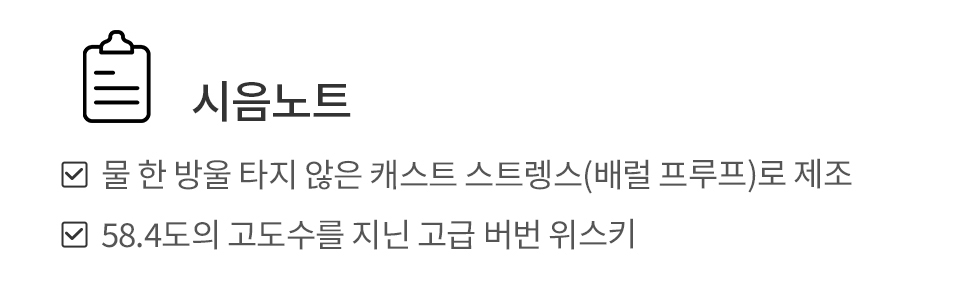 시음노트
물 한 방울 타지 않은 캐스트 스트렝스(배럴 프루프)로 제조
58.4도의 고도수를 지닌 고급 버번 위스키